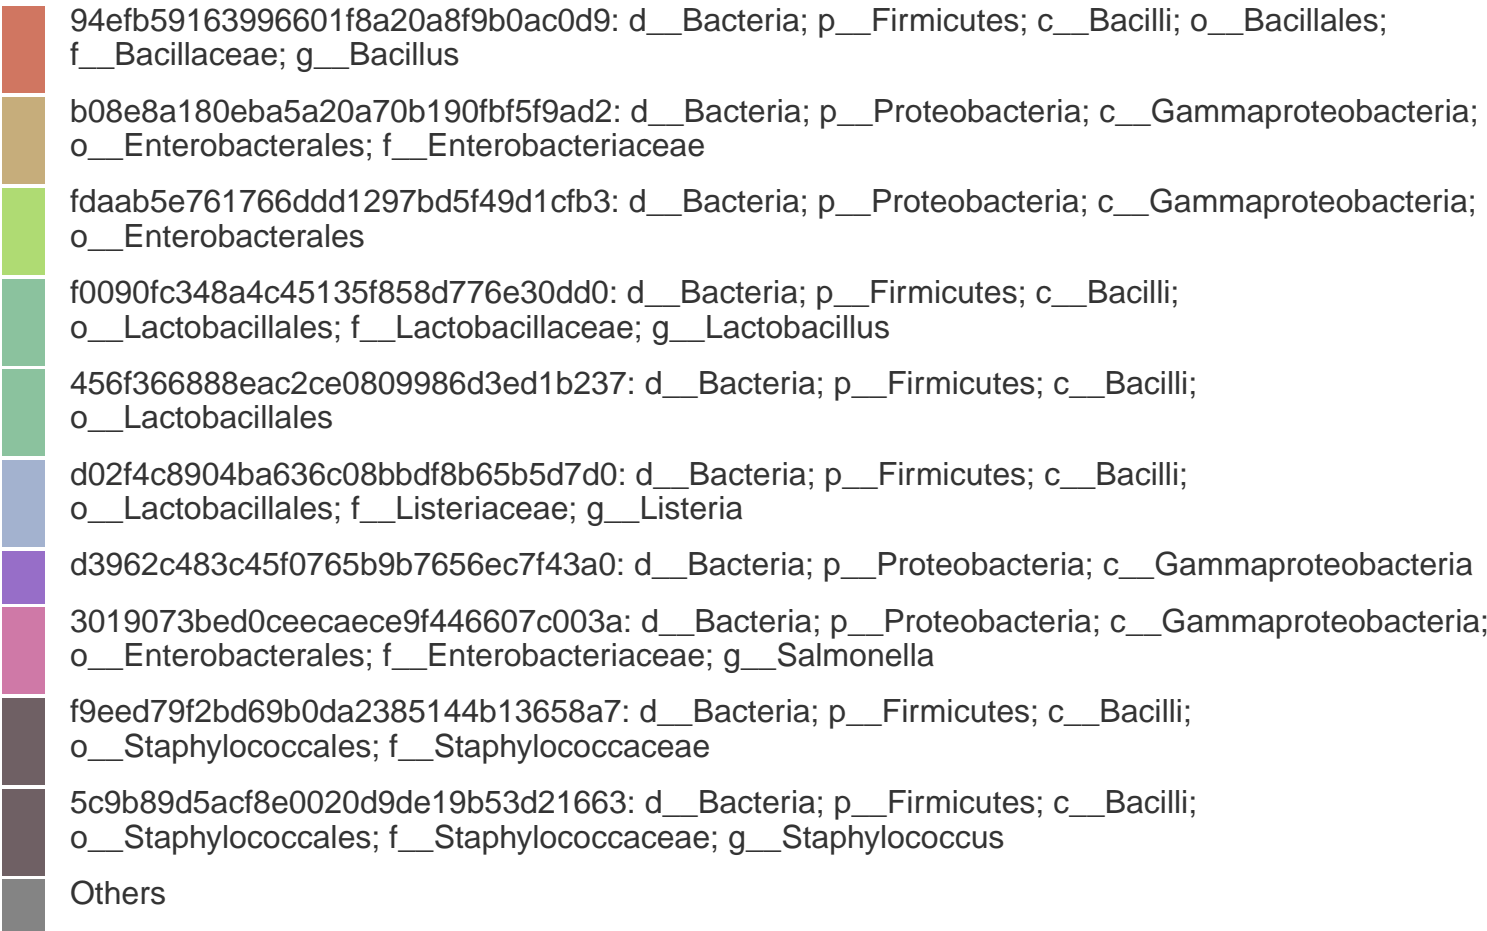 94efb59163996601f8a20a8f9b0ac0d9: d__Bacteria; p__Firmicutes; c__Bacilli; o__Bacillales;
f__Bacillaceae; g__Bacillus
b08e8a180eba5a20a70b190fbf5f9ad2: d__Bacteria; p__Proteobacteria; c__Gammaproteobacteria;
o__Enterobacterales; f__Enterobacteriaceae
fdaab5e761766ddd1297bd5f49d1cfb3: d__Bacteria; p__Proteobacteria; c__Gammaproteobacteria;
o__Enterobacterales
f0090fc348a4c45135f858d776e30dd0: d__Bacteria; p__Firmicutes; c__Bacilli;
o__Lactobacillales; f__Lactobacillaceae; g__Lactobacillus
456f366888eac2ce0809986d3ed1b237: d__Bacteria; p__Firmicutes; c__Bacilli;
o__Lactobacillales
d02f4c8904ba636c08bbdf8b65b5d7d0: d__Bacteria; p__Firmicutes; c__Bacilli;
o__Lactobacillales; f__Listeriaceae; g__Listeria
d3962c483c45f0765b9b7656ec7f43a0: d__Bacteria; p__Proteobacteria; c__Gammaproteobacteria
3019073bed0ceecaece9f446607c003a: d__Bacteria; p__Proteobacteria; c__Gammaproteobacteria;
o__Enterobacterales; f__Enterobacteriaceae; g__Salmonella
f9eed79f2bd69b0da2385144b13658a7: d__Bacteria; p__Firmicutes; c__Bacilli;
o__Staphylococcales; f__Staphylococcaceae
5c9b89d5acf8e0020d9de19b53d21663: d__Bacteria; p__Firmicutes; c__Bacilli;
o__Staphylococcales; f__Staphylococcaceae; g__Staphylococcus
Others